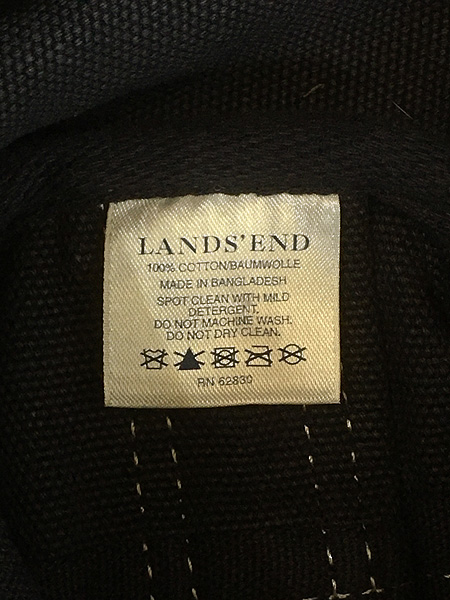 LANDS' END
100% COTTON/BAUMWOLLE
MADE IN BANGLADESH
SPOT CLEAN WITH MILD
DETERGENT.
DO NOT MACHINE WASH.
DO NOT DRY CLEAN.
RN 62830